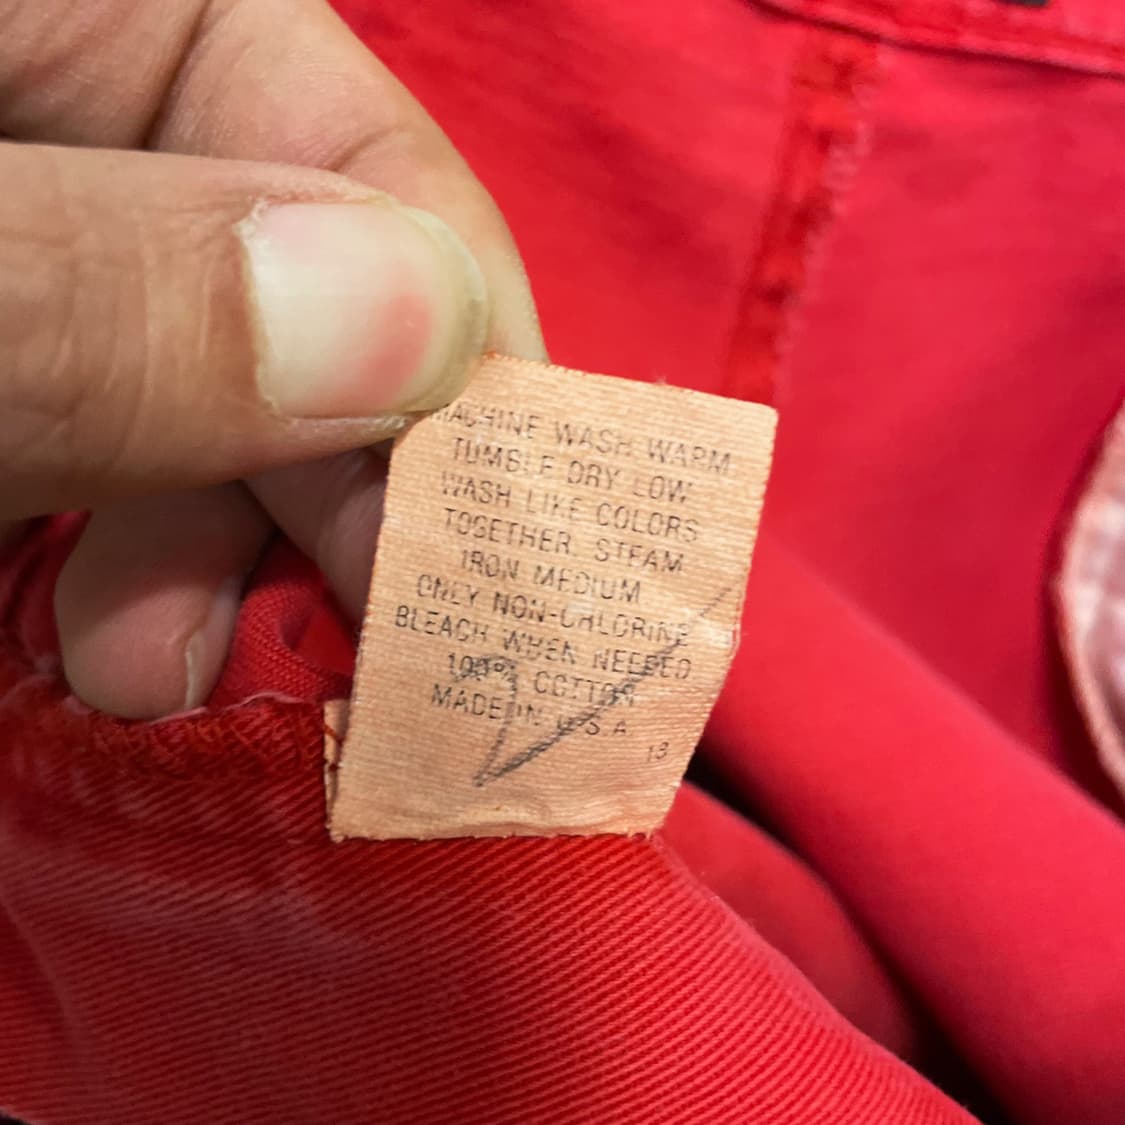 MACHINE WASH WARM
TUMBLE DRY LOW
WASH LIKE COLORS
TOGETHER. STEAM
IRON MEDIUM
ONLY NON-CHLORINE
BLEACH WHEN NEEDED
100% COTTON
MADE IN U.S.A.
13